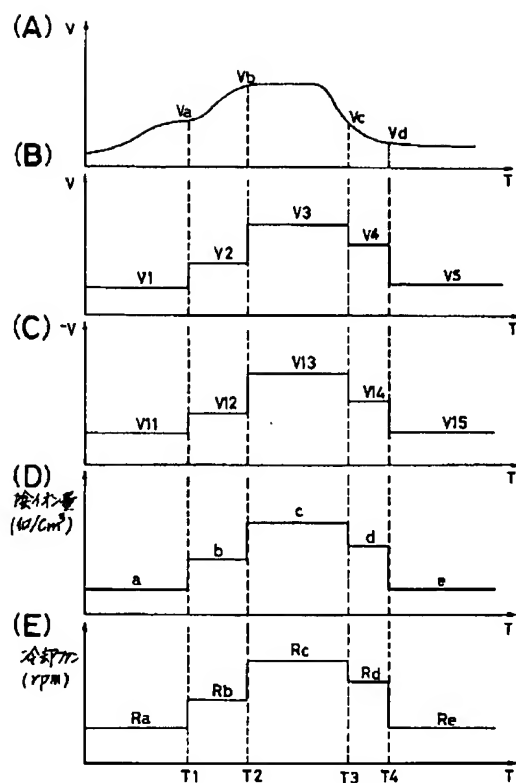 (A) V
Va Vb Vc Vd
T
(B) V
V1 V2 V3 V4 V5
T
(C) -V
V11 V12 V13 V14 V15
T
(D)
陰イオン量
(個/cm³)
a b c d e
T
(E)
冷却ファン
(rpm)
Ra Rb Rc Rd Re
T1 T2 T3 T4 T